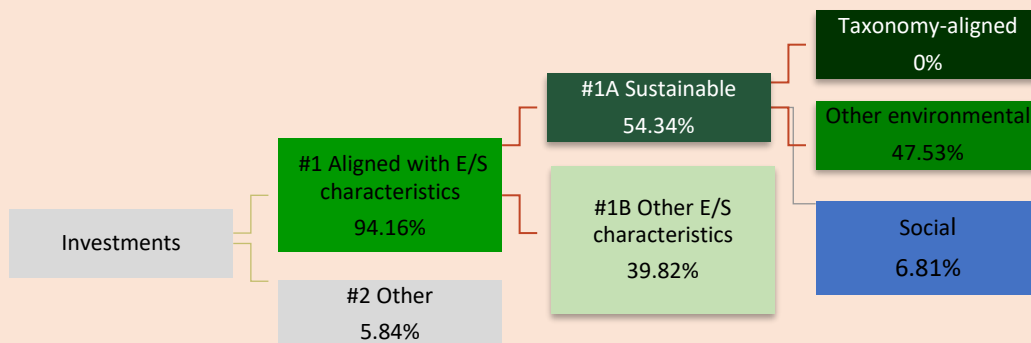 Investments
#1 Aligned with E/S
characteristics
94.16%
#2 Other
5.84%
#1A Sustainable
54.34%
#1B Other E/S
characteristics
39.82%
Taxonomy-aligned
0%
Other environmental
47.53%
Social
6.81%